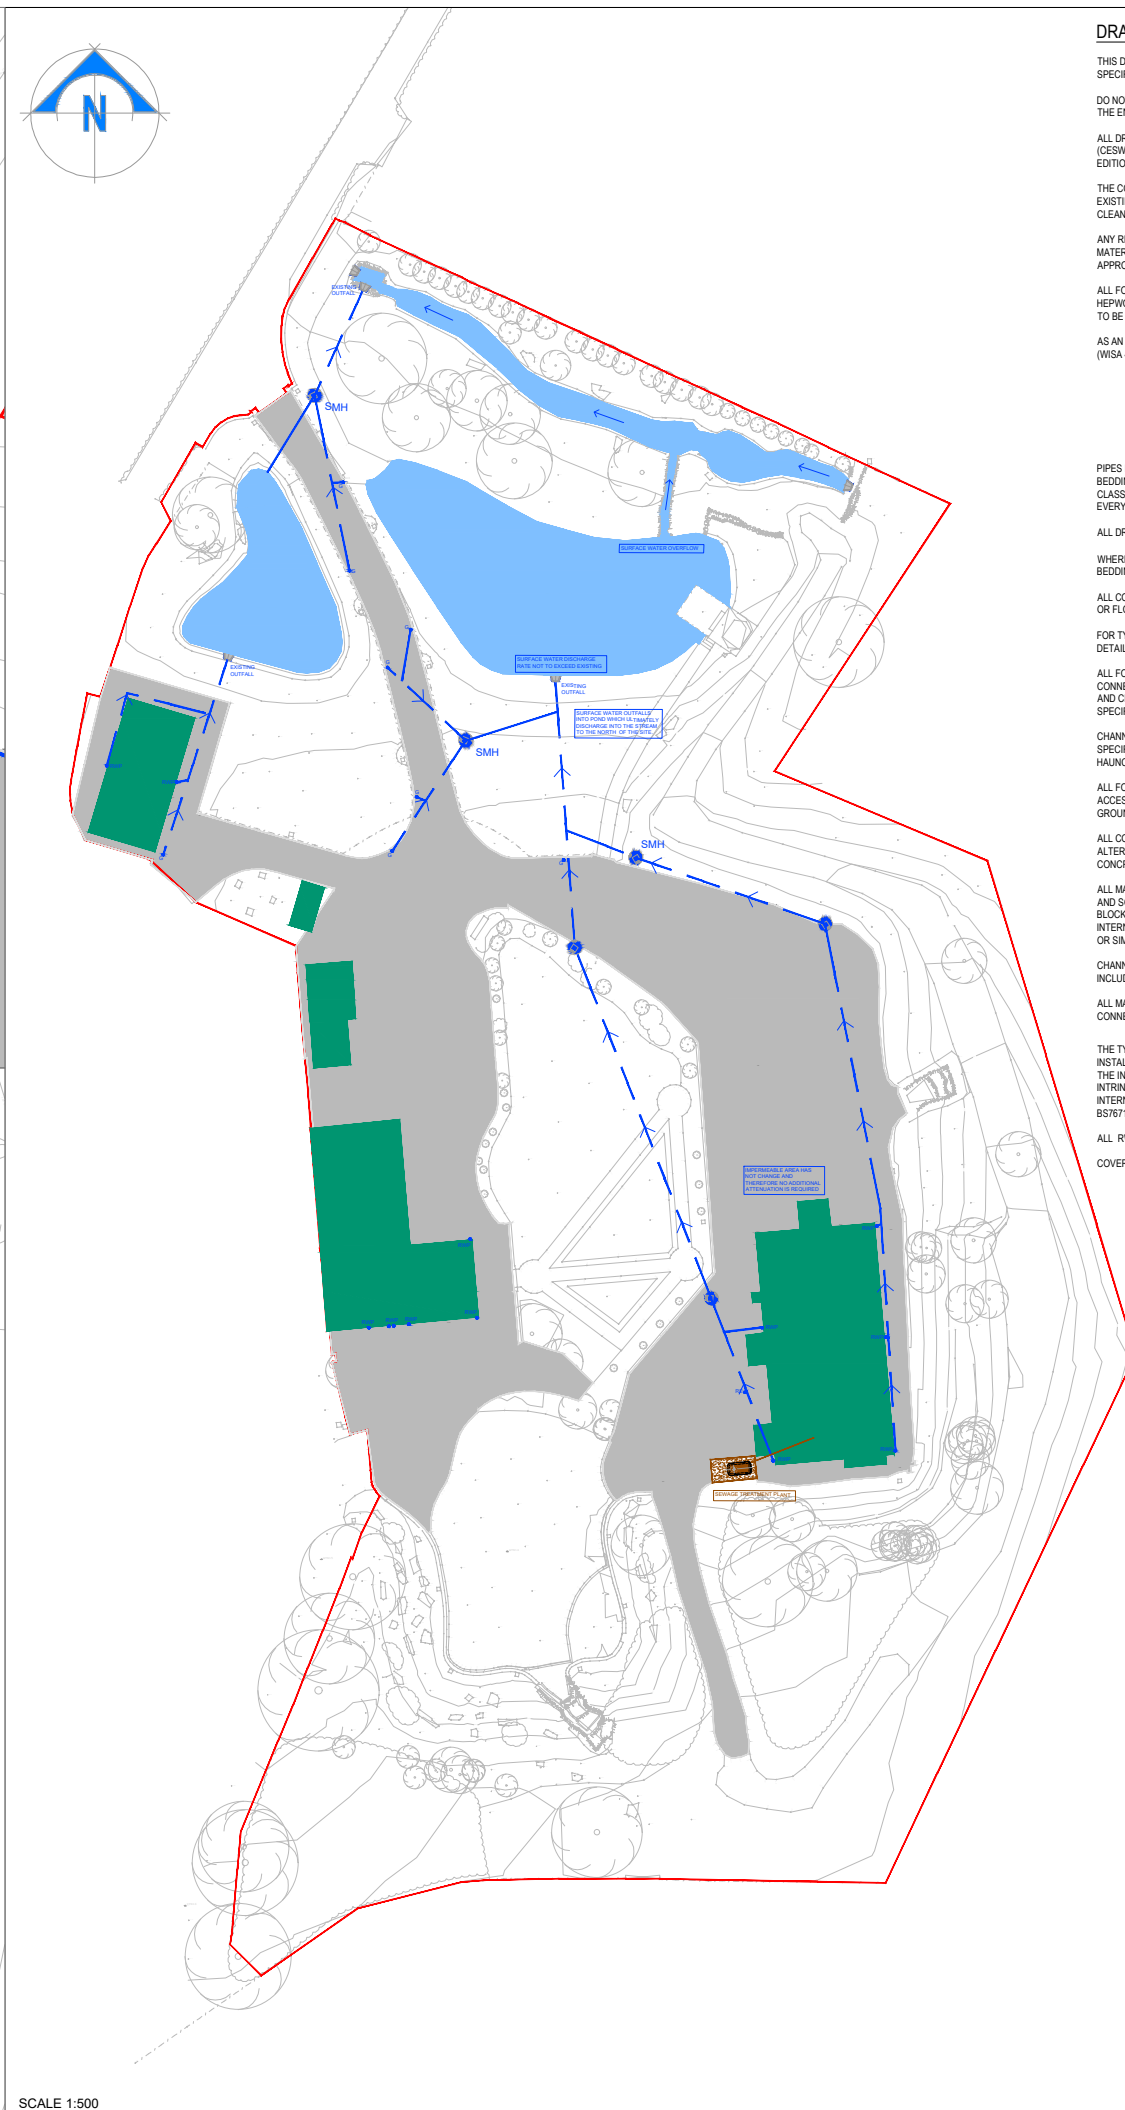 N
EXISTING
OUTFALL
SMH
SURFACE WATER OVERFLOW
SURFACE WATER DISCHARGE
RATE NOT TO EXCEED EXISTING.
EXISTING
OUTFALL
EXISTING
OUTFALL
SURFACE WATER OUTFALLS
INTO POND WHICH ULTIMATELY
DISCHARGE INTO THE STREAM
TO THE NORTH OF THE SITE
SMH
SMH
IMPERMEABLE AREA HAS
NOT CHANGE AND
THEREFORE NO ADDITIONAL
ATTENUATION IS REQUIRED.
SEWAGE TREATMENT PLANT
SCALE 1:500
DRA
THIS D
SPECI
DO NO
THE E
ALL DR
(CESW
EDITIO
THE CO
EXISTI
CLEAN
ANY R
MATER
APPRO
ALL FO
HEPWO
TO BE
AS AN
(WISA
PIPES
BEDDI
CLASS
EVERY
ALL DR
WHER
BEDDI
ALL CO
OR FLO
FOR TY
DETAIL
ALL FO
CONNE
AND C
SPECIF
CHANN
SPECIF
HAUNC
ALL FO
ACCES
GROUN
ALL CO
ALTER
CONCR
ALL MA
AND SO
BLOCK
INTERN
OR SIM
CHANN
INCLUD
ALL MA
CONNE
THE TY
INSTAL
THE IN
INTRIN
INTERN
BS7671
ALL R
COVER